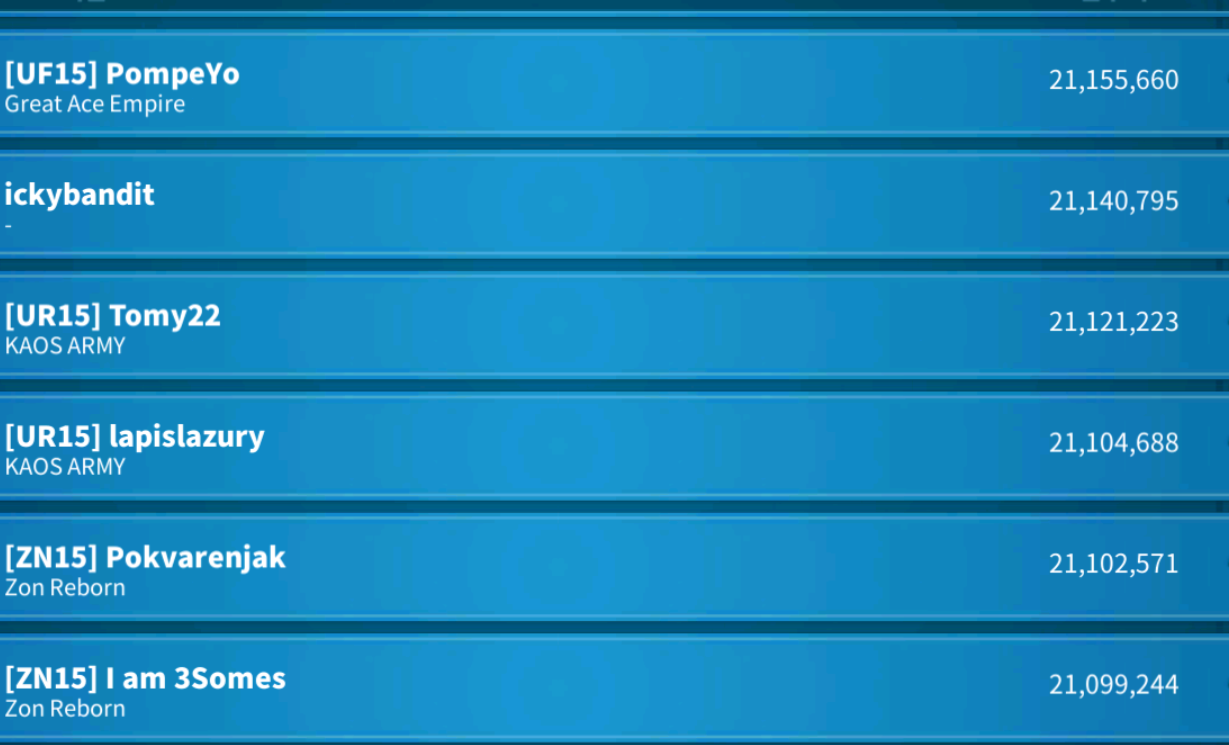 [UF15] PompeYo
Great Ace Empire
21,155,660
ickybandit
-
21,140,795
[UR15] Tomy22
KAOS ARMY
21,121,223
[UR15] lapislazury
KAOS ARMY
21,104,688
[ZN15] Pokvarenjak
Zon Reborn
21,102,571
[ZN15] I am 3Somes
Zon Reborn
21,099,244